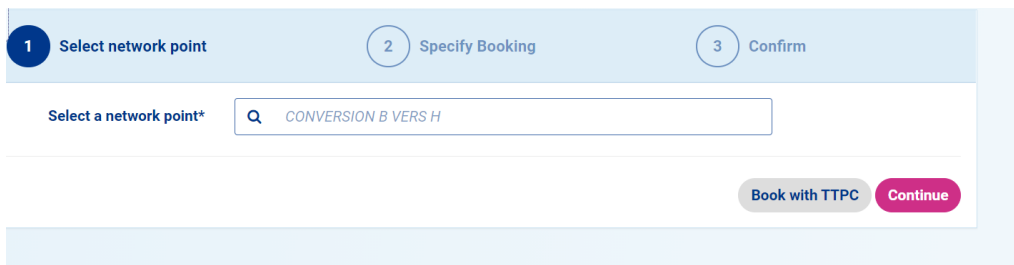 1 Select network point 2 Specify Booking 3 Confirm
Select a network point* CONVERSION B VERS H
Book with TTPC Continue